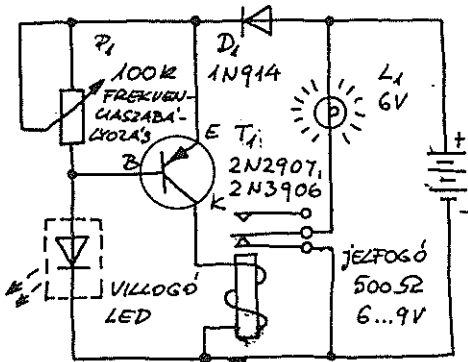 P1
100k
FREKVEN-
CIASZABÁ-
LYOZÁS
D1
1N914
L1
6V
E
B
K
T1:
2N2907,
2N3906
+
-
VILLOGÓ
LED
JELFOGÓ
500Ω
6...9V